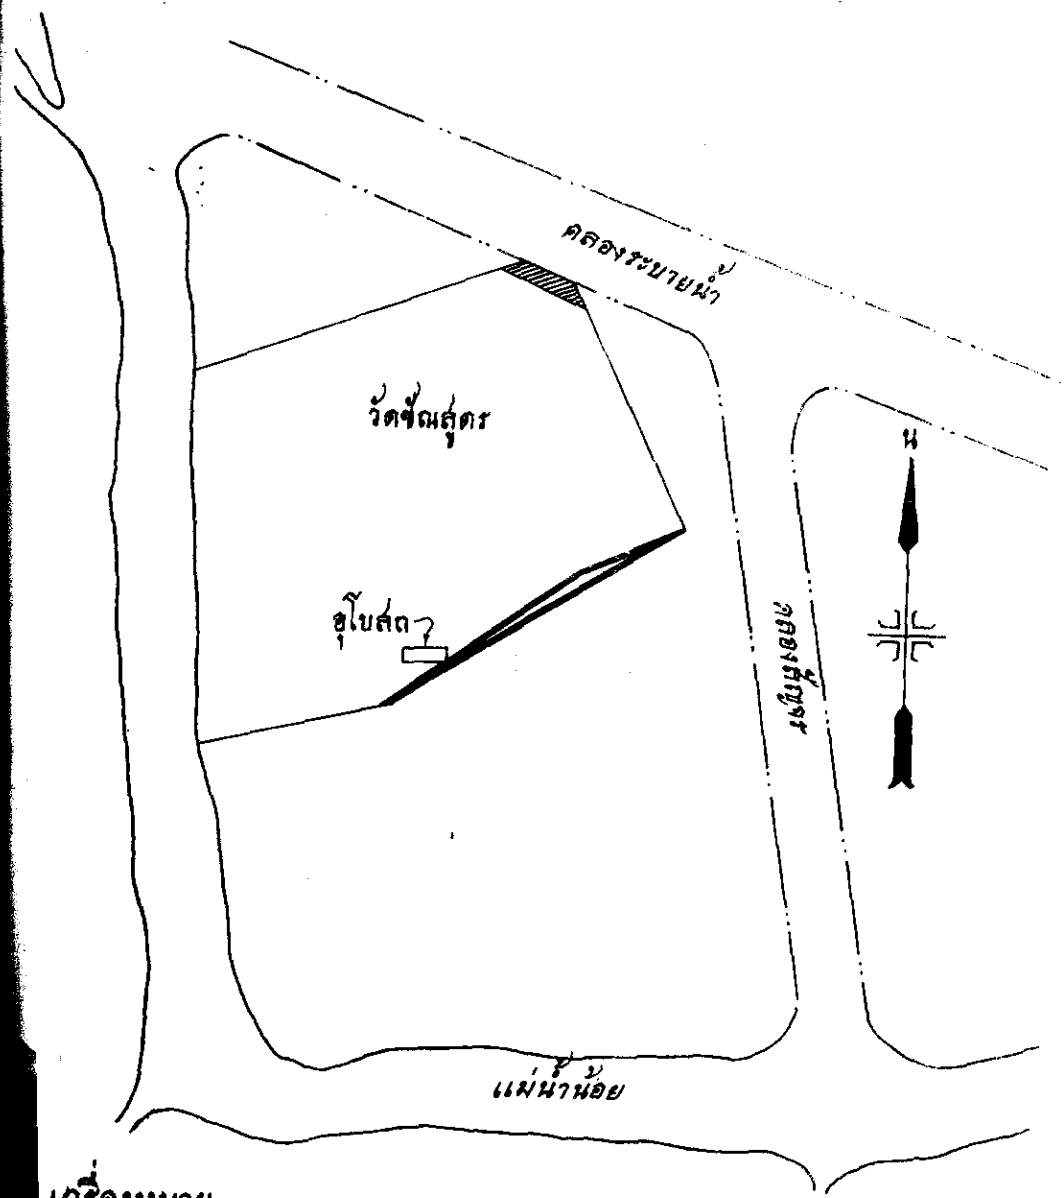 คลองระบายน้ำ
วัดขัณสูตร
น
อุโบสถ
แม่น้ำน้อย
เครื่องหมาย